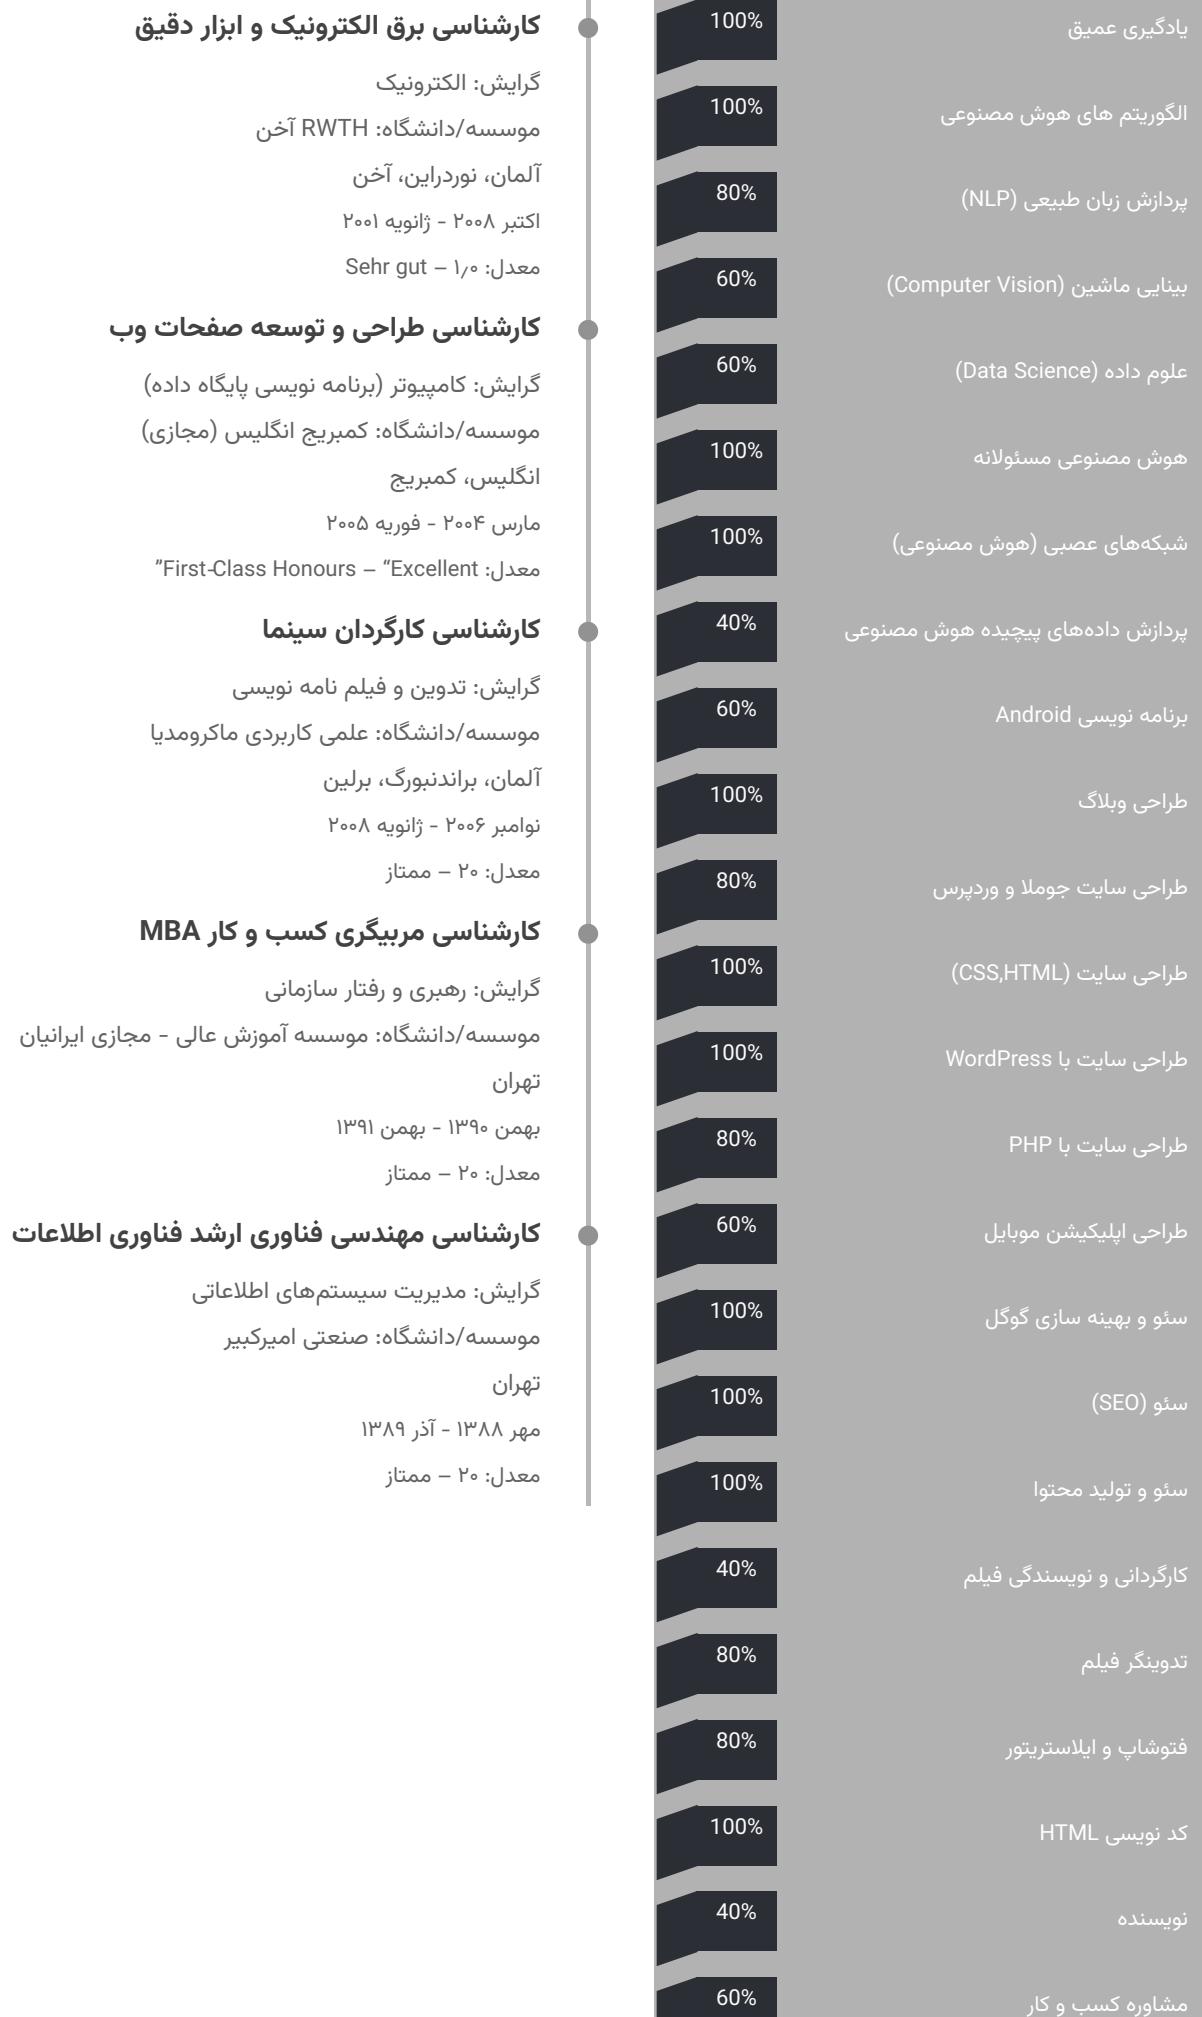 یادگیری عمیق
100%
الگوریتم های هوش مصنوعی
100%
پردازش زبان طبیعی (NLP)
80%
بینایی ماشین (Computer Vision)
60%
علوم داده (Data Science)
60%
هوش مصنوعی مسئولانه
100%
شبکه‌های عصبی (هوش مصنوعی)
100%
پردازش داده‌های پیچیده هوش مصنوعی
40%
برنامه نویسی Android
60%
طراحی وبلاگ
100%
طراحی سایت جوملا و وردپرس
80%
طراحی سایت (CSS,HTML)
100%
طراحی سایت با WordPress
100%
طراحی سایت با PHP
80%
طراحی اپلیکیشن موبایل
60%
سئو و بهینه سازی گوگل
100%
سئو (SEO)
100%
سئو و تولید محتوا
100%
کارگردانی و نویسندگی فیلم
40%
تدوینگر فیلم
80%
فتوشاپ و ایلاستریتور
80%
کد نویسی HTML
100%
نویسنده
40%
مشاوره کسب و کار
60%
کارشناسی برق الکترونیک و ابزار دقیق
گرایش: الکترونیک
موسسه/دانشگاه: RWTH آخن
آلمان، نوردراین، آخن
اکتبر ۲۰۰۸ - ژانویه ۲۰۰۱
معدل: ۱٫۰ – Sehr gut
کارشناسی طراحی و توسعه صفحات وب
گرایش: کامپیوتر (برنامه نویسی پایگاه داده)
موسسه/دانشگاه: کمبریج انگلیس (مجازی)
انگلیس، کمبریج
مارس ۲۰۰۴ - فوریه ۲۰۰۵
معدل: First-Class Honours – “Excellent”
کارشناسی کارگردان سینما
گرایش: تدوین و فیلم نامه نویسی
موسسه/دانشگاه: علمی کاربردی ماکرومدیا
آلمان، براندنبورگ، برلین
نوامبر ۲۰۰۶ - ژانویه ۲۰۰۸
معدل: ۲۰ – ممتاز
کارشناسی مربیگری کسب و کار MBA
گرایش: رهبری و رفتار سازمانی
موسسه/دانشگاه: موسسه آموزش عالی - مجازی ایرانیان
تهران
بهمن ۱۳۹۰ - بهمن ۱۳۹۱
معدل: ۲۰ – ممتاز
کارشناسی مهندسی فناوری ارشد فناوری اطلاعات
گرایش: مدیریت سیستم‌های اطلاعاتی
موسسه/دانشگاه: صنعتی امیرکبیر
تهران
مهر ۱۳۸۸ - آذر ۱۳۸۹
معدل: ۲۰ – ممتاز